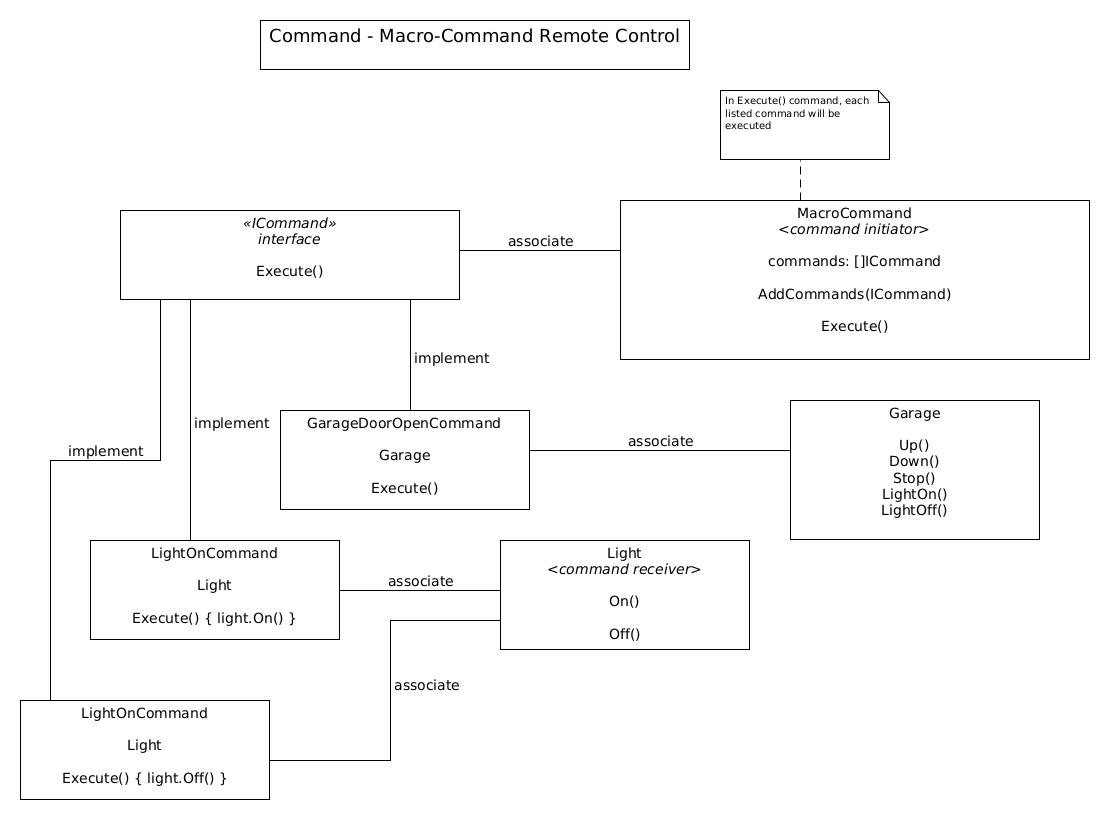 Command - Macro-Command Remote Control
In Execute() command, each
listed command will be
executed
«ICommand»
interface
Execute()
associate
MacroCommand
<command initiator>
commands: []ICommand
AddCommands(ICommand)
Execute()
implement
implement
implement
GarageDoorOpenCommand
Garage
Execute()
associate
Garage
Up()
Down()
Stop()
LightOn()
LightOff()
LightOnCommand
Light
Execute() { light.On() }
associate
Light
<command receiver>
On()
Off()
associate
LightOnCommand
Light
Execute() { light.Off() }